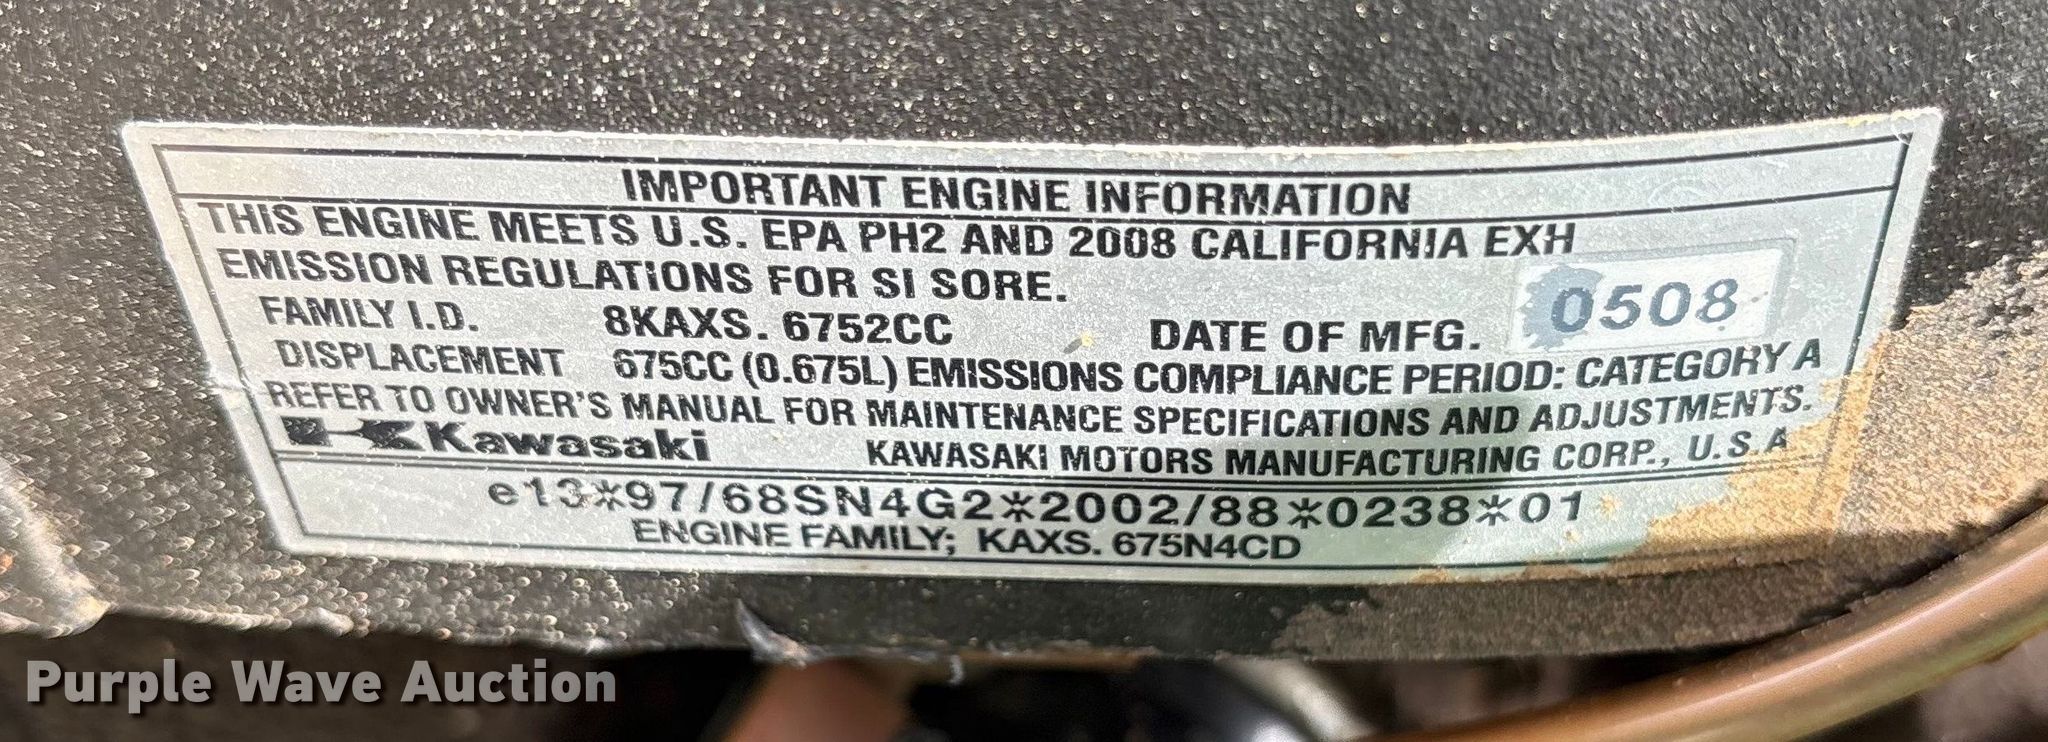 IMPORTANT ENGINE INFORMATION
THIS ENGINE MEETS U.S. EPA PH2 AND 2008 CALIFORNIA EXH
EMISSION REGULATIONS FOR SI SORE.
FAMILY I.D. 8KAXS. 6752CC DATE OF MFG. 0508
DISPLACEMENT 675CC (0.675L) EMISSIONS COMPLIANCE PERIOD: CATEGORY A
REFER TO OWNER'S MANUAL FOR MAINTENANCE SPECIFICATIONS AND ADJUSTMENTS.
Kawasaki KAWASAKI MOTORS MANUFACTURING CORP., U.S.A
e13*97/68SN4G2*2002/88*0238*01
ENGINE FAMILY; KAXS. 675N4CD
Purple Wave Auction